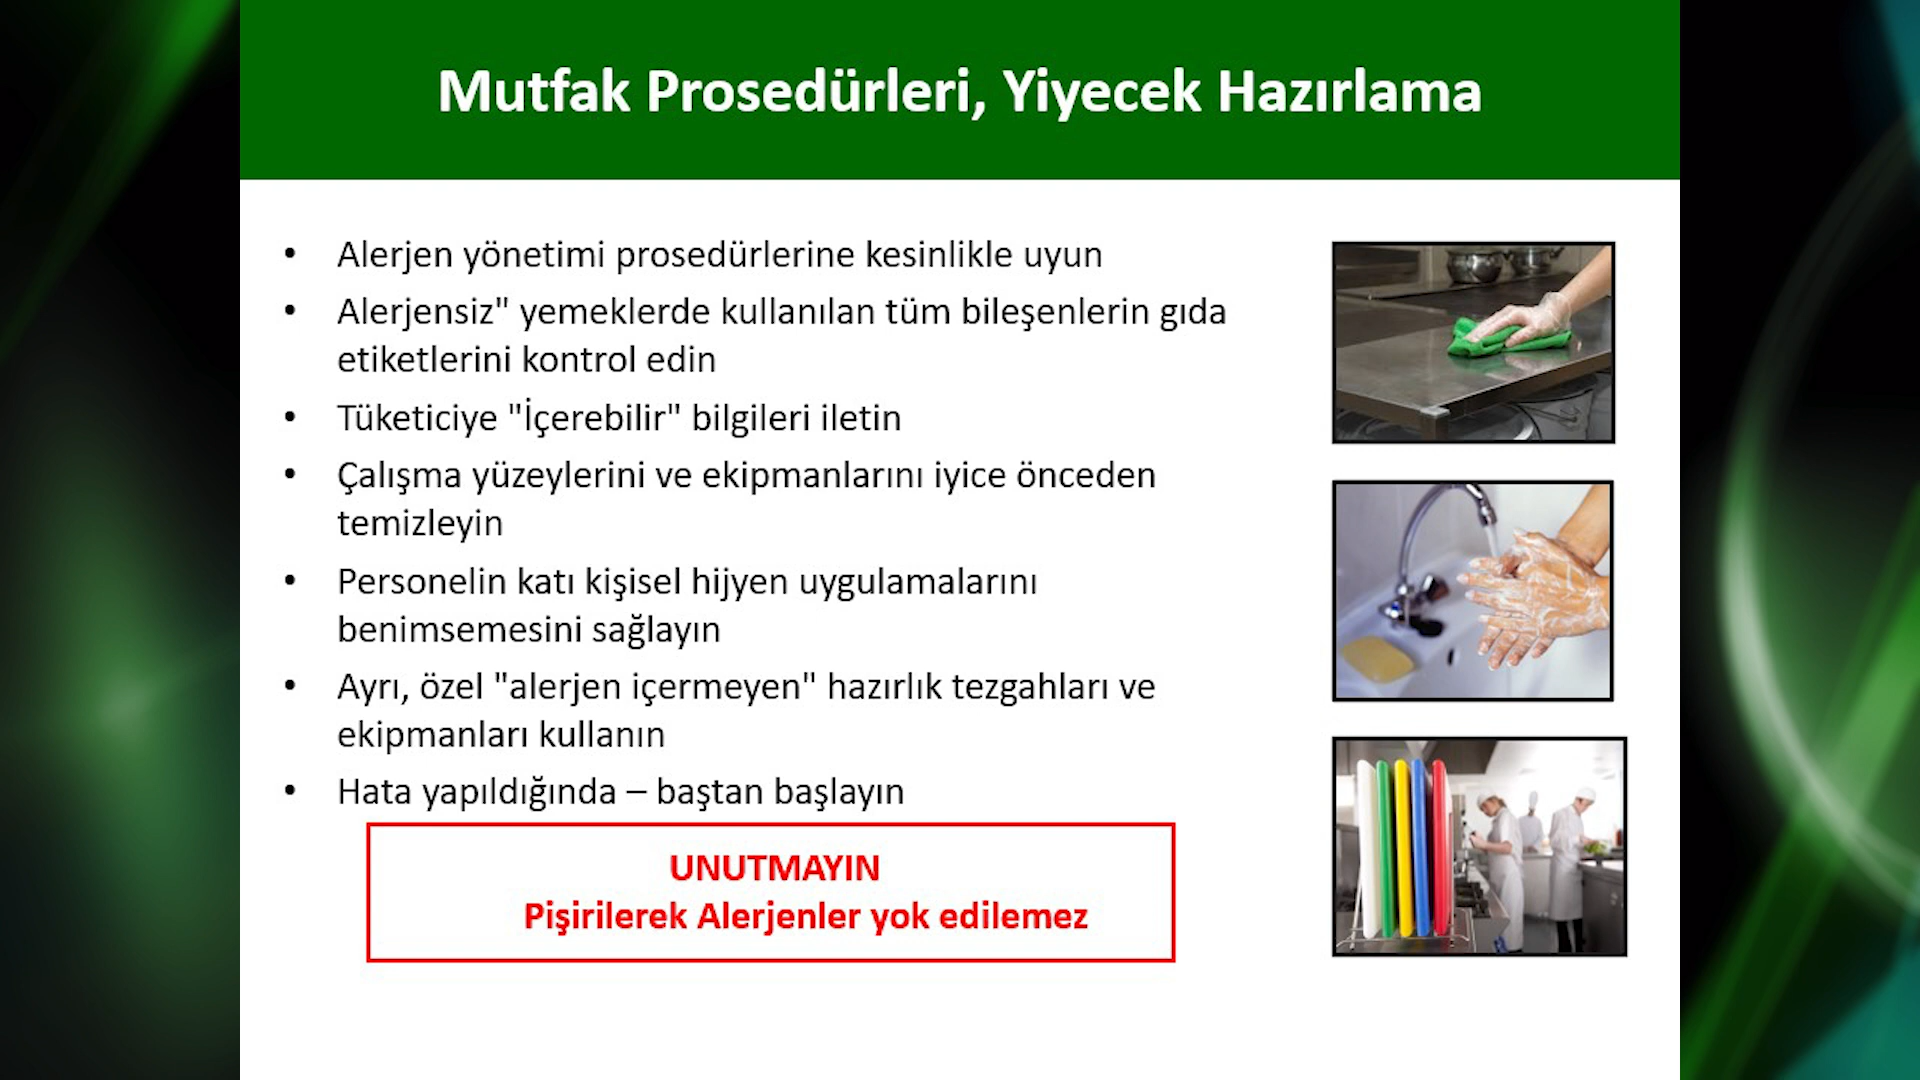 Mutfak Prosedürleri, Yiyecek Hazırlama
• Alerjen yönetimi prosedürlerine kesinlikle uyun
• Alerjensiz" yemeklerde kullanılan tüm bileşenlerin gıda
etiketlerini kontrol edin
• Tüketiciye "İçerebilir" bilgileri iletin
• Çalışma yüzeylerini ve ekipmanlarını iyice önceden
temizleyin
• Personelin katı kişisel hijyen uygulamalarını
benimsemesini sağlayın
• Ayrı, özel "alerjen içermeyen" hazırlık tezgahları ve
ekipmanları kullanın
• Hata yapıldığında – baştan başlayın
UNUTMAYIN
Pişirilerek Alerjenler yok edilemez